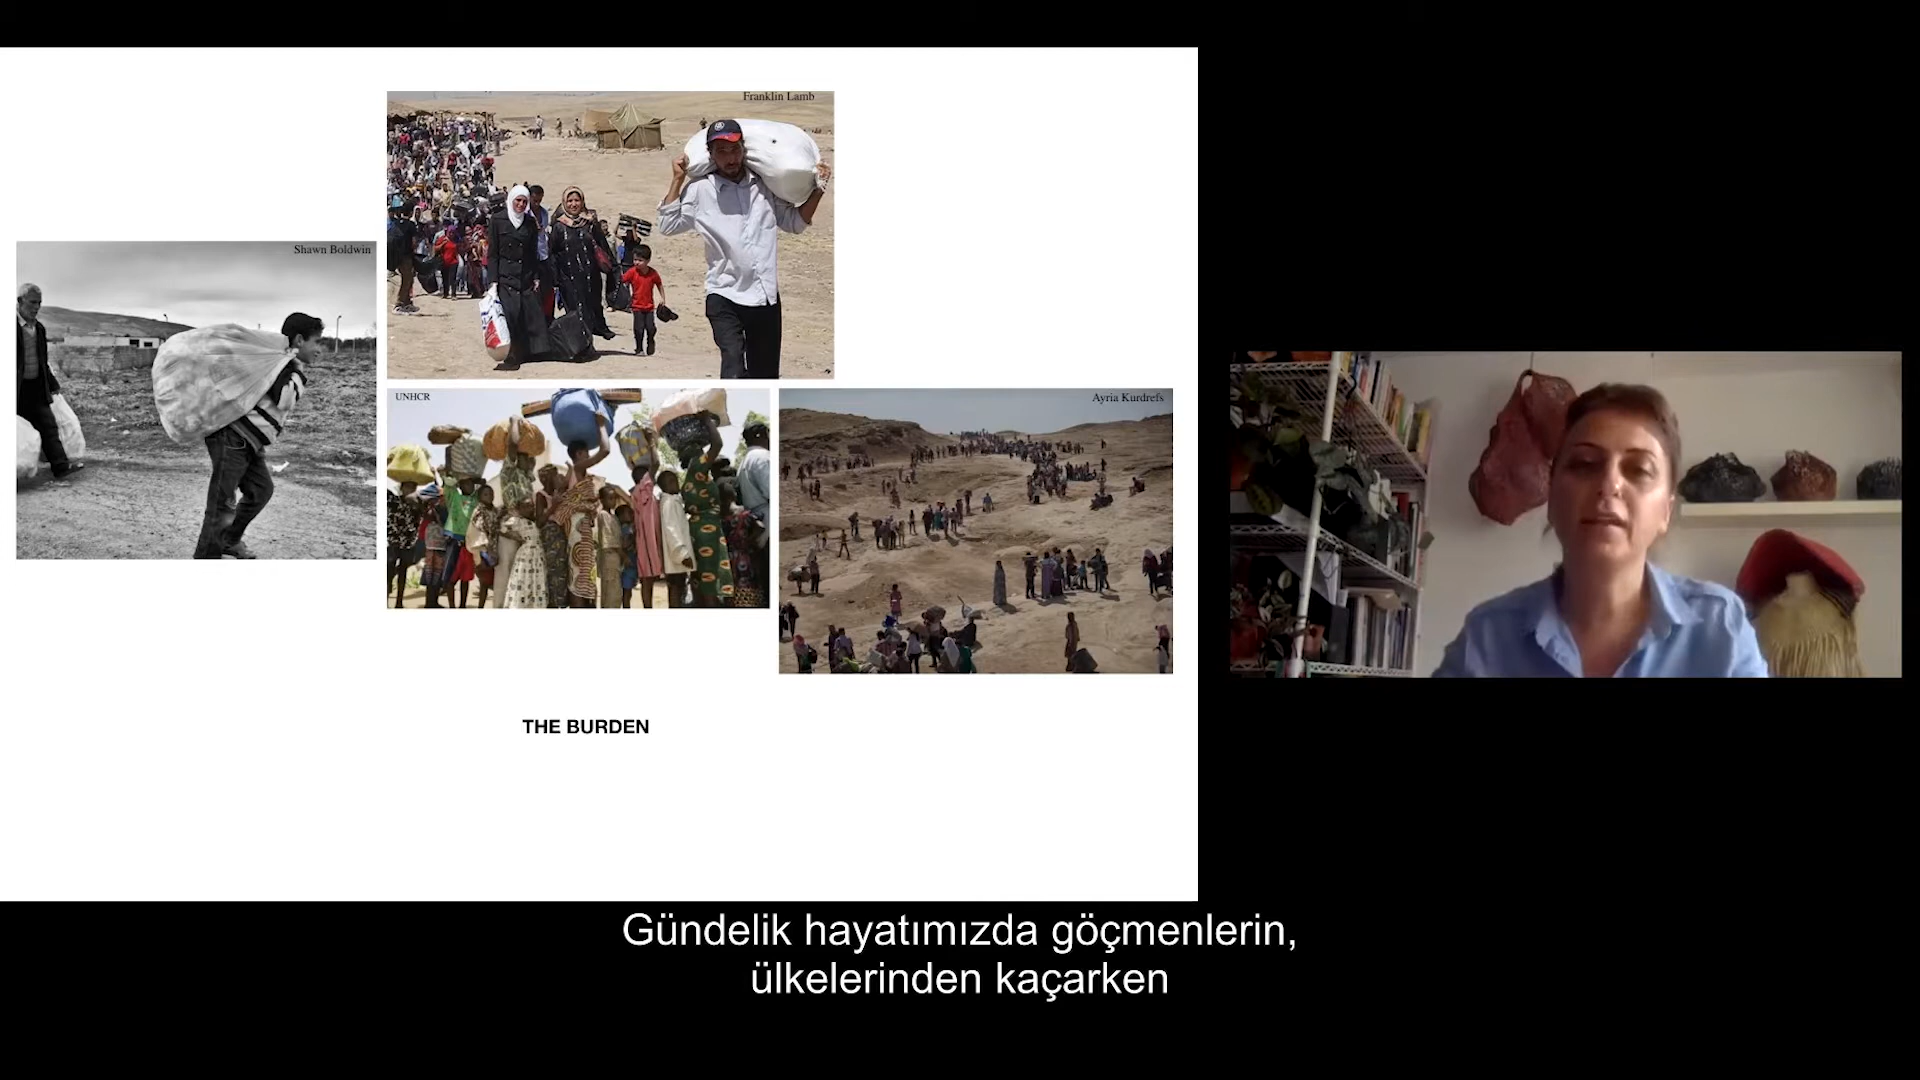 Franklin Lamb
Shawn Boldwin
UNHCR
Ayria Kurdrefs
THE BURDEN
Gündelik hayatımızda göçmenlerin,
ülkelerinden kaçarken